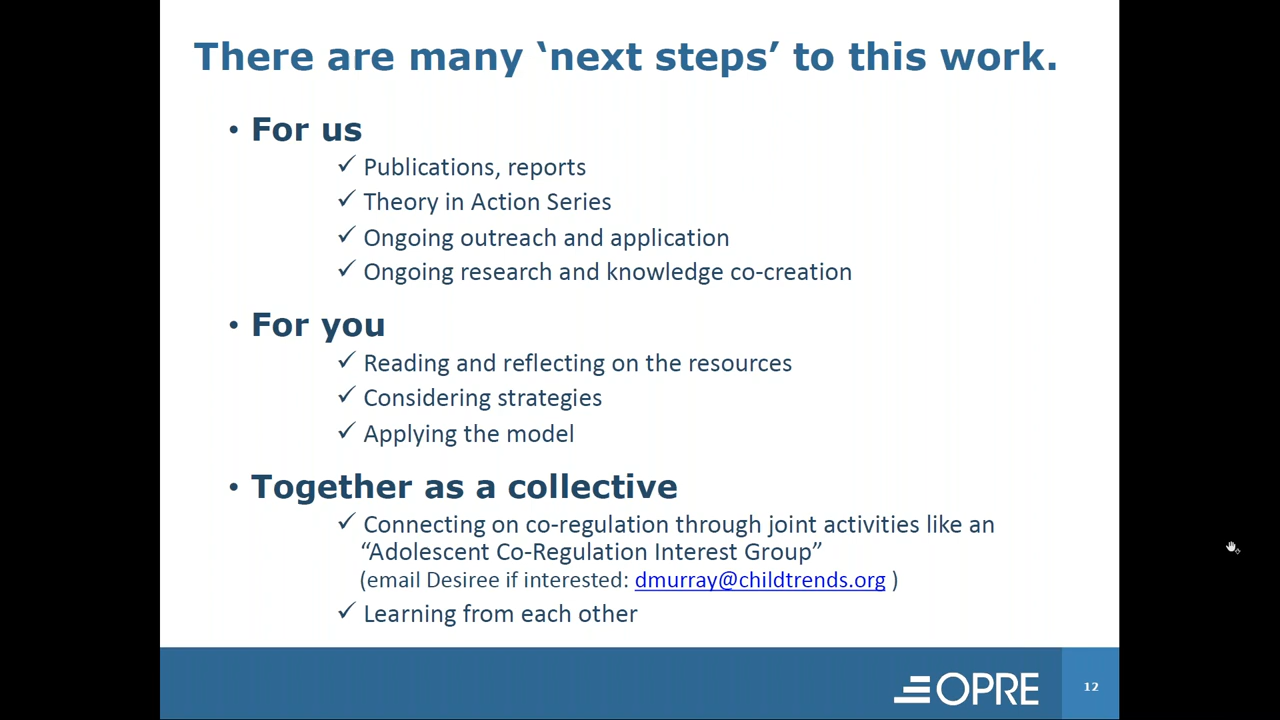 There are many ‘next steps’ to this work.
• For us
✓ Publications, reports
✓ Theory in Action Series
✓ Ongoing outreach and application
✓ Ongoing research and knowledge co-creation
• For you
✓ Reading and reflecting on the resources
✓ Considering strategies
✓ Applying the model
• Together as a collective
✓ Connecting on co-regulation through joint activities like an
“Adolescent Co-Regulation Interest Group”
(email Desiree if interested: dmurray@childtrends.org )
✓ Learning from each other
OPRE
12